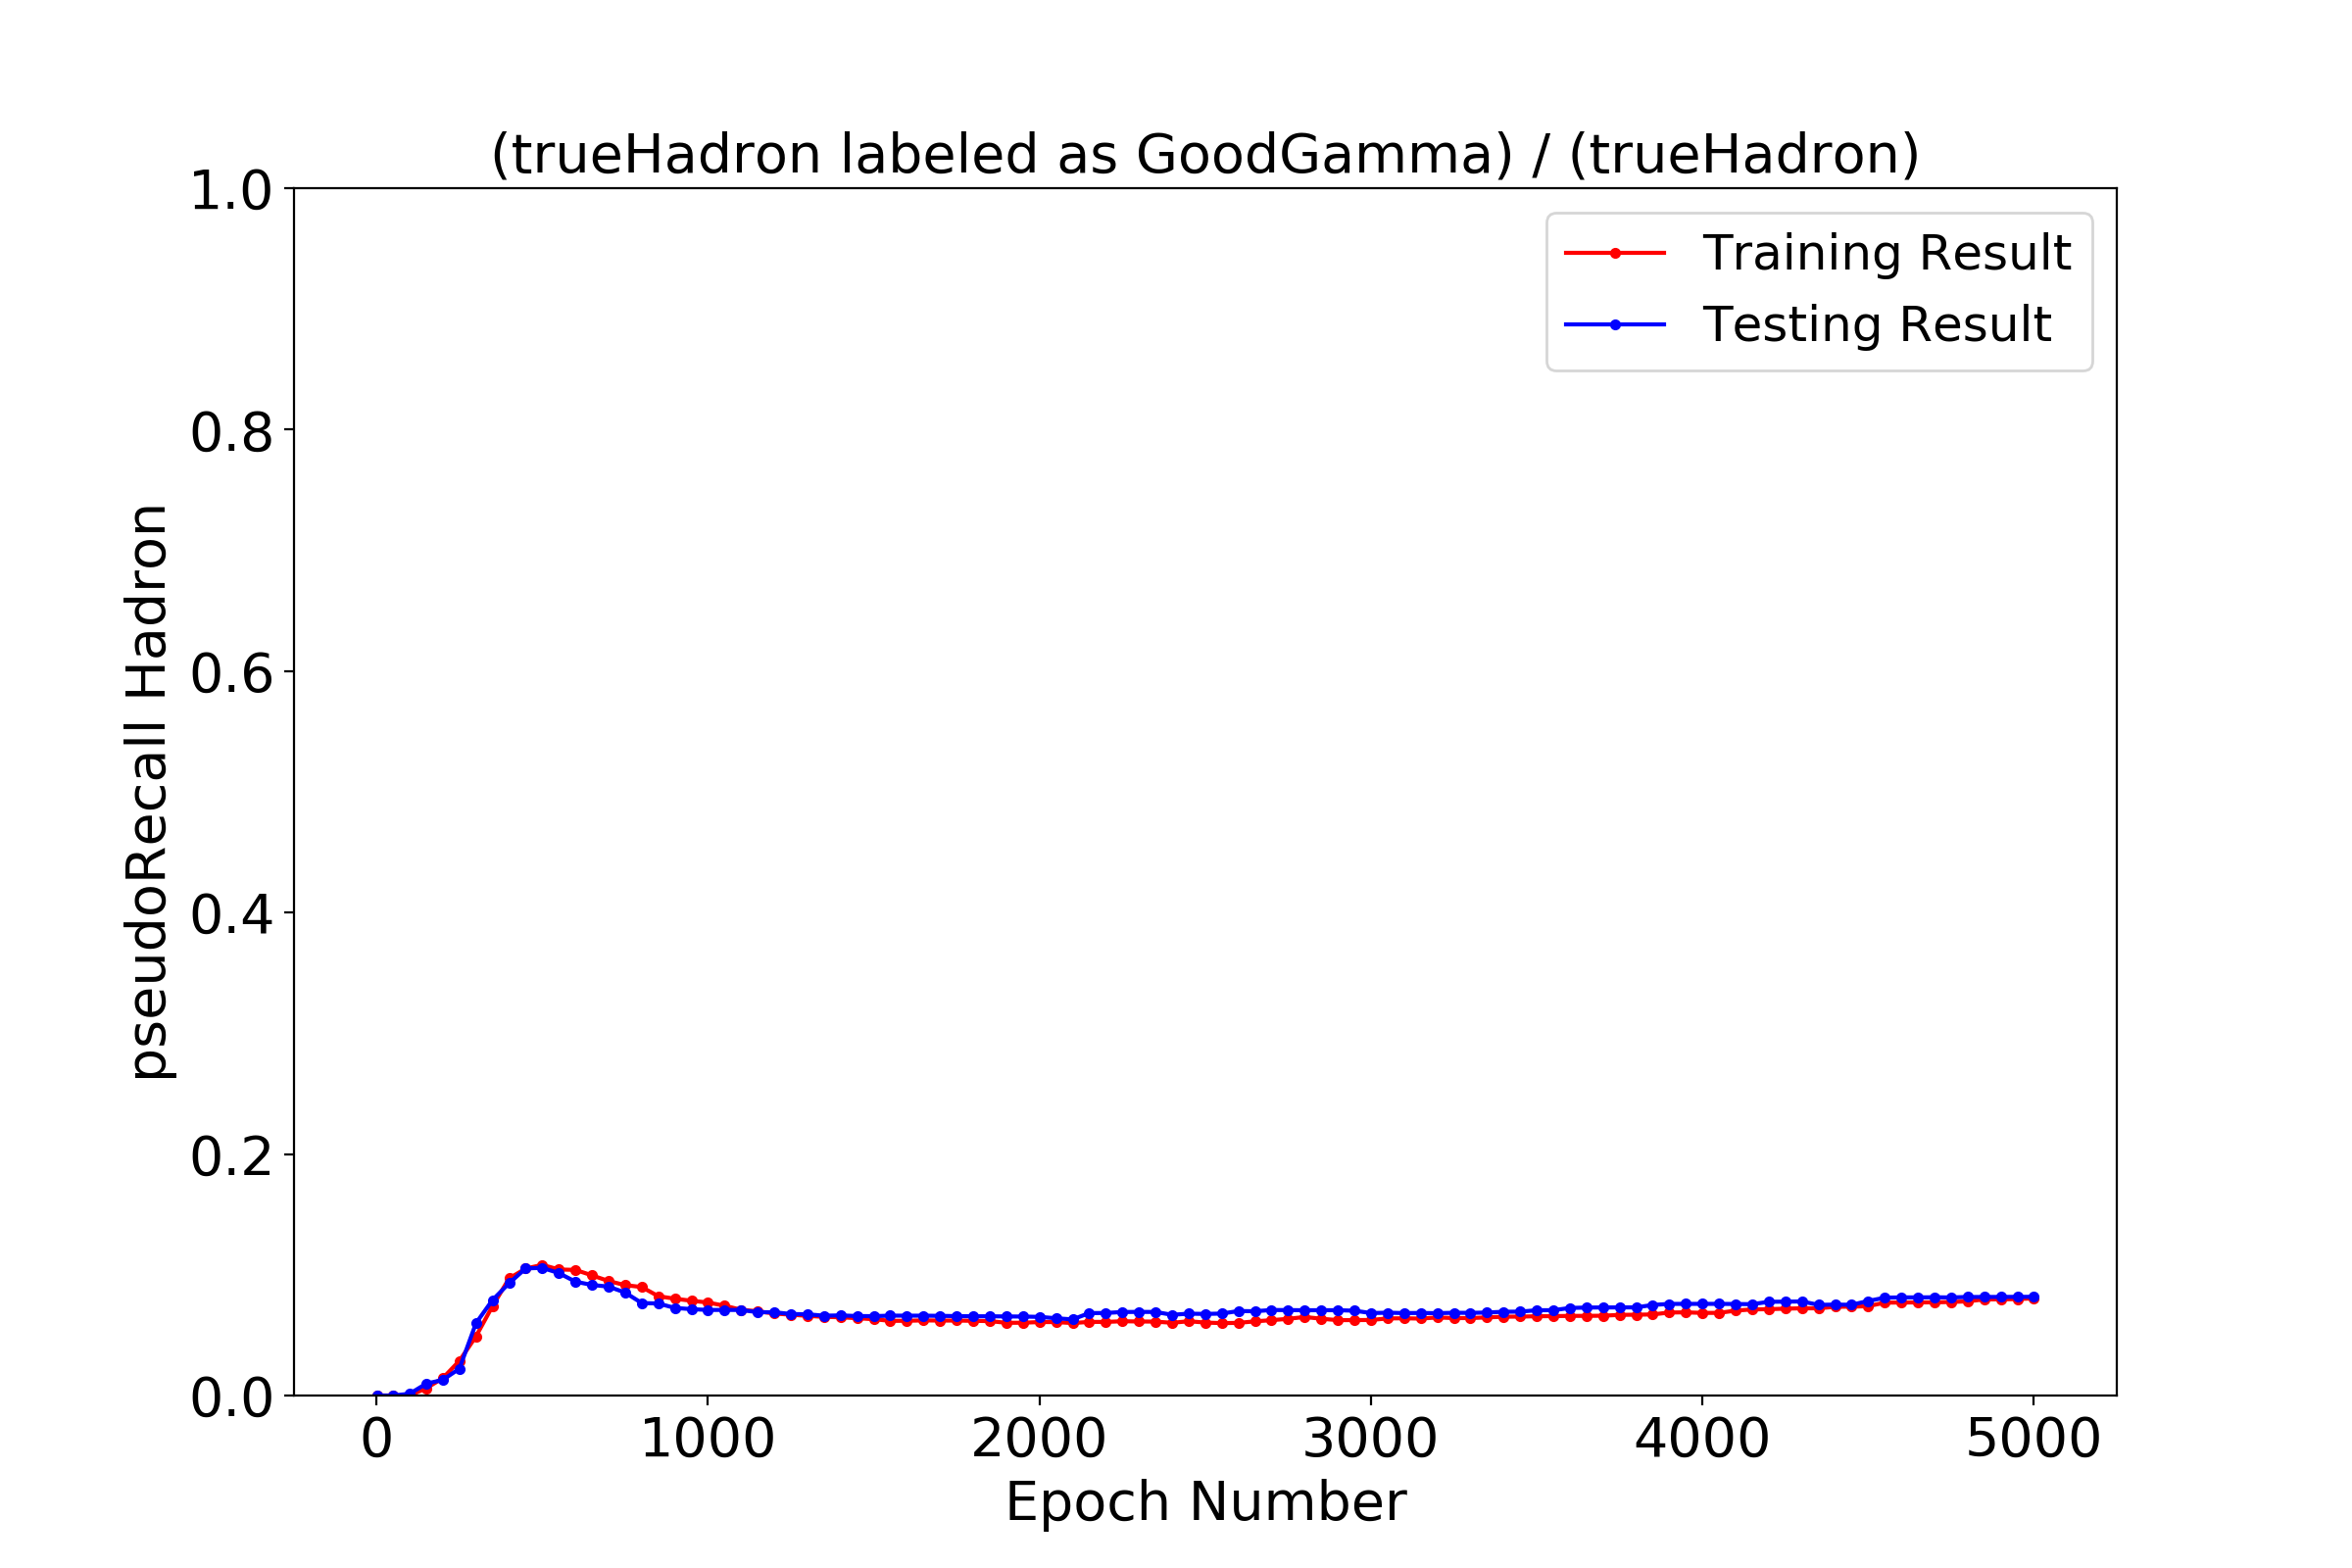 (trueHadron labeled as GoodGamma) / (trueHadron)
1.0
0.8
0.6
0.4
0.2
0.0
pseudoRecall Hadron
Training Result
Testing Result
0 1000 2000 3000 4000 5000
Epoch Number